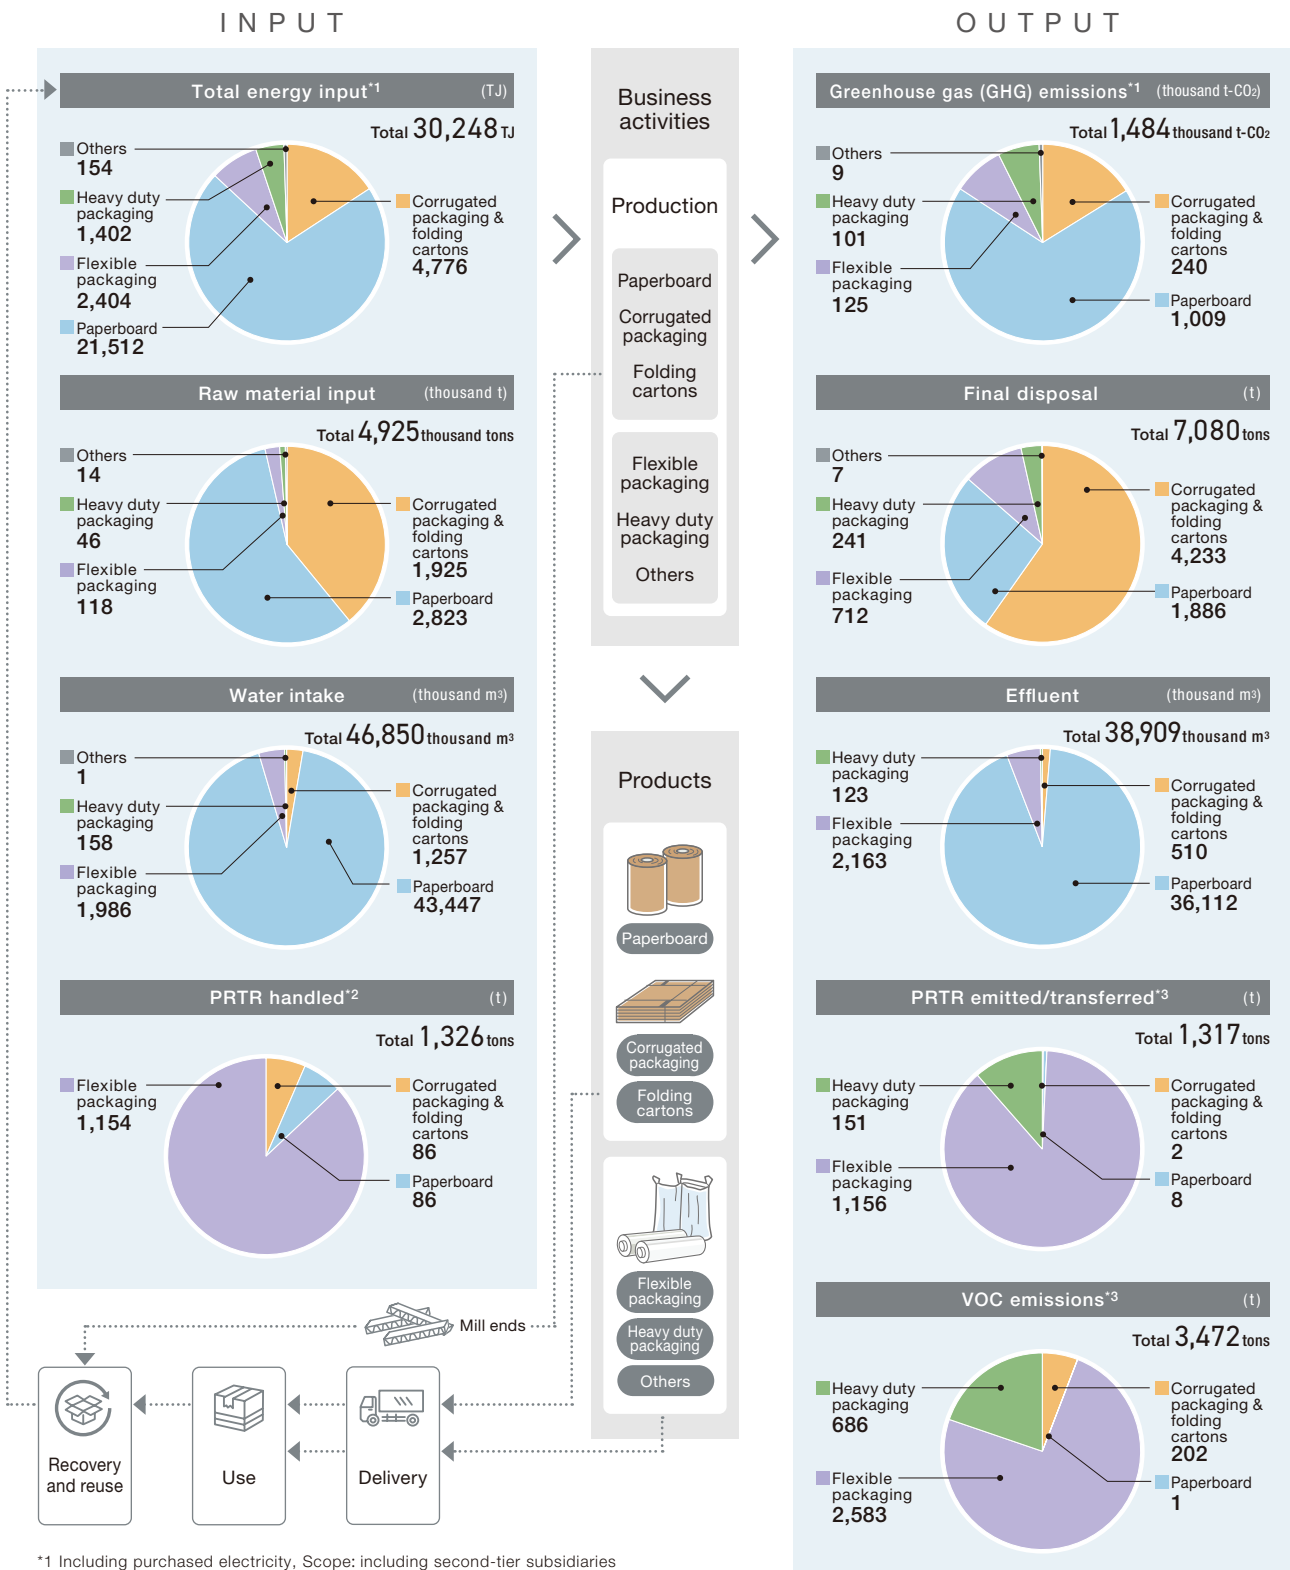 INPUT
Total energy input*1 (TJ)
Total 30,248 TJ
Others
154
Heavy duty
packaging
1,402
Flexible
packaging
2,404
Paperboard
21,512
Corrugated
packaging &
folding
cartons
4,776
Raw material input (thousand t)
Total 4,925 thousand tons
Others
14
Heavy duty
packaging
46
Flexible
packaging
118
Corrugated
packaging &
folding
cartons
1,925
Paperboard
2,823
Water intake (thousand m3)
Total 46,850 thousand m3
Others
1
Heavy duty
packaging
158
Flexible
packaging
1,986
Corrugated
packaging &
folding
cartons
1,257
Paperboard
43,447
PRTR handled*2 (t)
Total 1,326 tons
Flexible
packaging
1,154
Corrugated
packaging &
folding
cartons
86
Paperboard
86
Business
activities
Production
Paperboard
Corrugated
packaging
Folding
cartons
Flexible
packaging
Heavy duty
packaging
Others
Products
Paperboard
Corrugated
packaging
Folding
cartons
Flexible
packaging
Heavy duty
packaging
Others
OUTPUT
Greenhouse gas (GHG) emissions*1 (thousand t-CO2)
Total 1,484 thousand t-CO2
Others
9
Heavy duty
packaging
101
Flexible
packaging
125
Corrugated
packaging &
folding
cartons
240
Paperboard
1,009
Final disposal (t)
Total 7,080 tons
Others
7
Heavy duty
packaging
241
Flexible
packaging
712
Corrugated
packaging &
folding
cartons
4,233
Paperboard
1,886
Effluent (thousand m3)
Total 38,909 thousand m3
Heavy duty
packaging
123
Flexible
packaging
2,163
Corrugated
packaging &
folding
cartons
510
Paperboard
36,112
PRTR emitted/transferred*3 (t)
Total 1,317 tons
Heavy duty
packaging
151
Flexible
packaging
1,156
Corrugated
packaging &
folding
cartons
2
Paperboard
8
VOC emissions*3 (t)
Total 3,472 tons
Heavy duty
packaging
686
Flexible
packaging
2,583
Corrugated
packaging &
folding
cartons
202
Paperboard
1
Mill ends
Recovery
and reuse
Use
Delivery
*1 Including purchased electricity, Scope: including second-tier subsidiaries